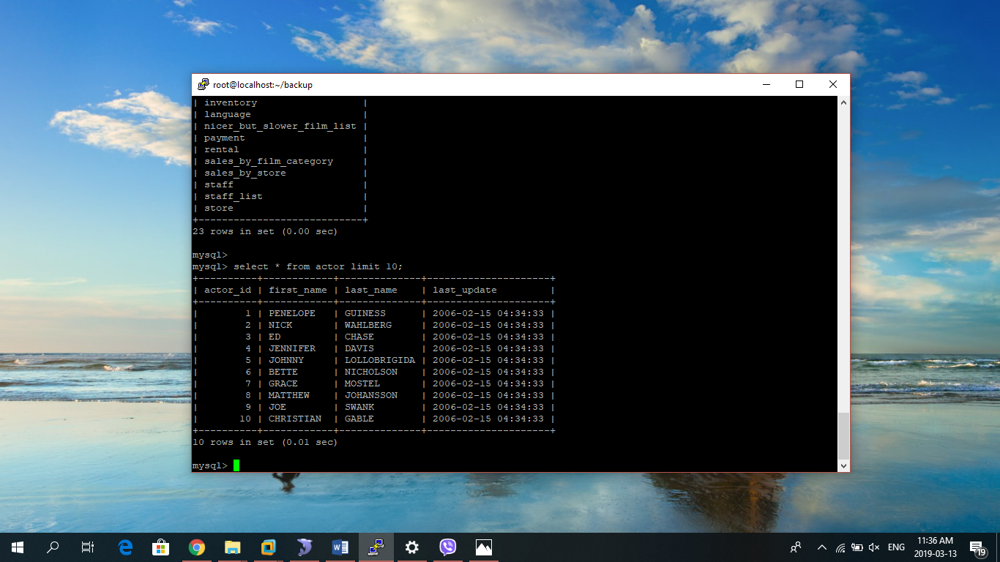 root@localhost:~/backup
| inventory                  |
| language                   |
| nicer_but_slower_film_list |
| payment                    |
| rental                     |
| sales_by_film_category     |
| sales_by_store             |
| staff                      |
| staff_list                 |
| store                      |
+----------------------------+
23 rows in set (0.00 sec)
mysql>
mysql> select * from actor limit 10;
+----------+------------+--------------+---------------------+
| actor_id | first_name | last_name    | last_update         |
+----------+------------+--------------+---------------------+
|        1 | PENELOPE   | GUINESS      | 2006-02-15 04:34:33 |
|        2 | NICK       | WAHLBERG     | 2006-02-15 04:34:33 |
|        3 | ED         | CHASE        | 2006-02-15 04:34:33 |
|        4 | JENNIFER   | DAVIS        | 2006-02-15 04:34:33 |
|        5 | JOHNNY     | LOLLOBRIGIDA | 2006-02-15 04:34:33 |
|        6 | BETTE      | NICHOLSON    | 2006-02-15 04:34:33 |
|        7 | GRACE      | MOSTEL       | 2006-02-15 04:34:33 |
|        8 | MATTHEW    | JOHANSSON    | 2006-02-15 04:34:33 |
|        9 | JOE        | SWANK        | 2006-02-15 04:34:33 |
|       10 | CHRISTIAN  | GABLE        | 2006-02-15 04:34:33 |
+----------+------------+--------------+---------------------+
10 rows in set (0.01 sec)
mysql>
ENG
11:36 AM
2019-03-13
19